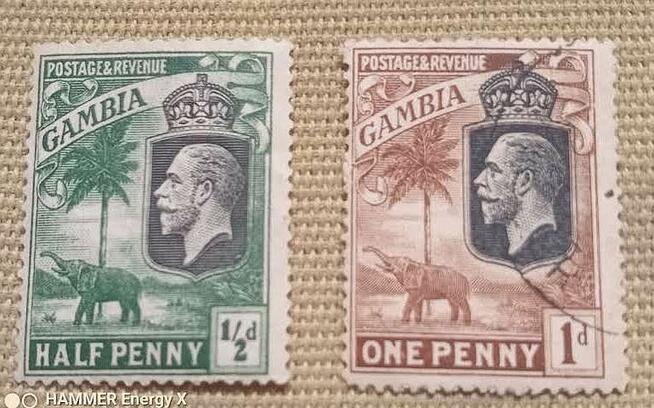 POSTAGE&REVENUE
GAMBIA
HALF PENNY
1/2d
POSTAGE&REVENUE
GAMBIA
ONE PENNY
1d
HAMMER Energy X